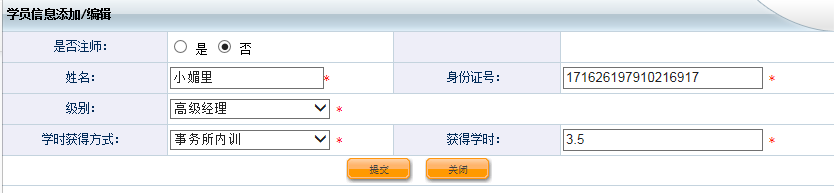 学员信息添加/编辑
是否注师： 是 否
姓名： 小媚里* 身份证号： 171626197910216917 *
级别： 高级经理 *
学时获得方式： 事务所内训 * 获得学时： 3.5 *
提交 关闭